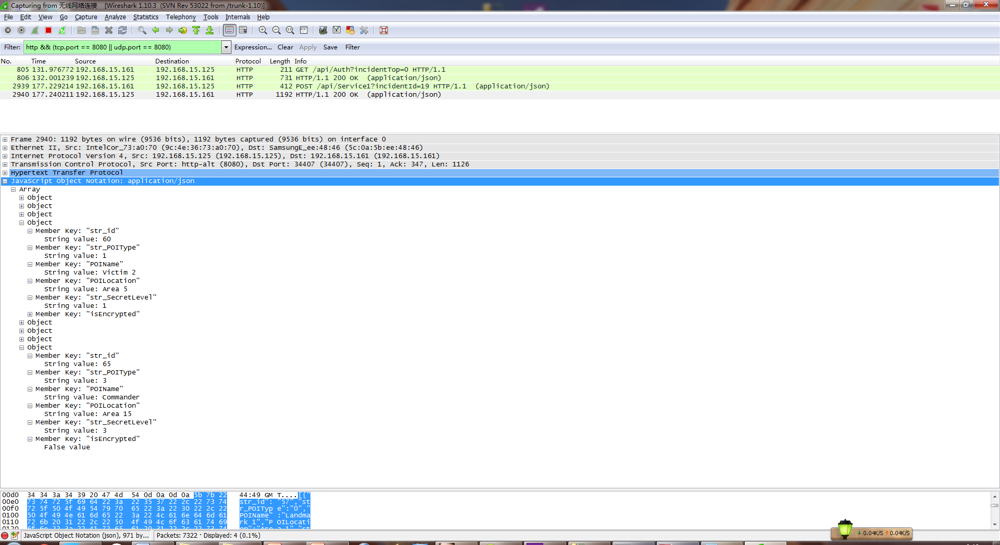 Capturing from 无线网络连接 [Wireshark 1.10.3 (SVN Rev 53022 from /trunk-1.10)]
File Edit View Go Capture Analyze Statistics Telephony Tools Internals Help
Filter: http && (tcp.port == 8080 || udp.port == 8080) Expression... Clear Apply Save Filter
No. Time Source Destination Protocol Length Info
805 131.976772 192.168.15.161 192.168.15.125 HTTP 211 GET /api/Auth?incidentTop=0 HTTP/1.1
806 132.001239 192.168.15.125 192.168.15.161 HTTP 731 HTTP/1.1 200 OK (application/json)
2939 177.229214 192.168.15.161 192.168.15.125 HTTP 412 POST /api/Service1?incidentId=19 HTTP/1.1 (application/json)
2940 177.240211 192.168.15.125 192.168.15.161 HTTP 1192 HTTP/1.1 200 OK (application/json)
Frame 2940: 1192 bytes on wire (9536 bits), 1192 bytes captured (9536 bits) on interface 0
Ethernet II, Src: IntelCor_73:a0:70 (9c:4e:36:73:a0:70), Dst: SamsungE_ee:48:46 (5c:0a:5b:ee:48:46)
Internet Protocol Version 4, Src: 192.168.15.125 (192.168.15.125), Dst: 192.168.15.161 (192.168.15.161)
Transmission Control Protocol, Src Port: http-alt (8080), Dst Port: 34407 (34407), Seq: 1, Ack: 347, Len: 1126
Hypertext Transfer Protocol
JavaScript Object Notation: application/json
Array
Object
Object
Object
Object
Member Key: "str_id"
String value: 60
Member Key: "str_POIType"
String value: 1
Member Key: "POIName"
String value: Victim 2
Member Key: "POILocation"
String value: Area 5
Member Key: "str_SecretLevel"
String value: 1
Member Key: "isEncrypted"
Object
Object
Object
Object
Member Key: "str_id"
String value: 65
Member Key: "str_POIType"
String value: 3
Member Key: "POIName"
String value: Commander
Member Key: "POILocation"
String value: Area 15
Member Key: "str_SecretLevel"
String value: 3
Member Key: "isEncrypted"
False value
00d0 34 34 3a 34 39 20 47 4d 54 0d 0a 0d 0a 5b 7b 22 44:49 GM T....[{"
00e0 73 74 72 5f 69 64 22 3a 22 35 37 22 2c 22 73 74 str_id": "57","st
00f0 72 5f 50 4f 49 54 79 70 65 22 3a 22 30 22 2c 22 r_POITyp e":"0","
0100 50 4f 49 4e 61 6d 65 22 3a 22 4c 61 6e 64 6d 61 POIName" :"Landma
0110 72 6b 20 31 22 2c 22 50 4f 49 4c 6f 63 61 74 69 rk 1","P OILocati
0120 6f 6e 22 3a 22 41 72 65 61 20 31 22 2c 22 73 74 on":"Are a 1","st
JavaScript Object Notation (json), 971 by... Packets: 7322 · Displayed: 4 (0.1%)
↓ 0.04K/S ↑ 0.04K/S